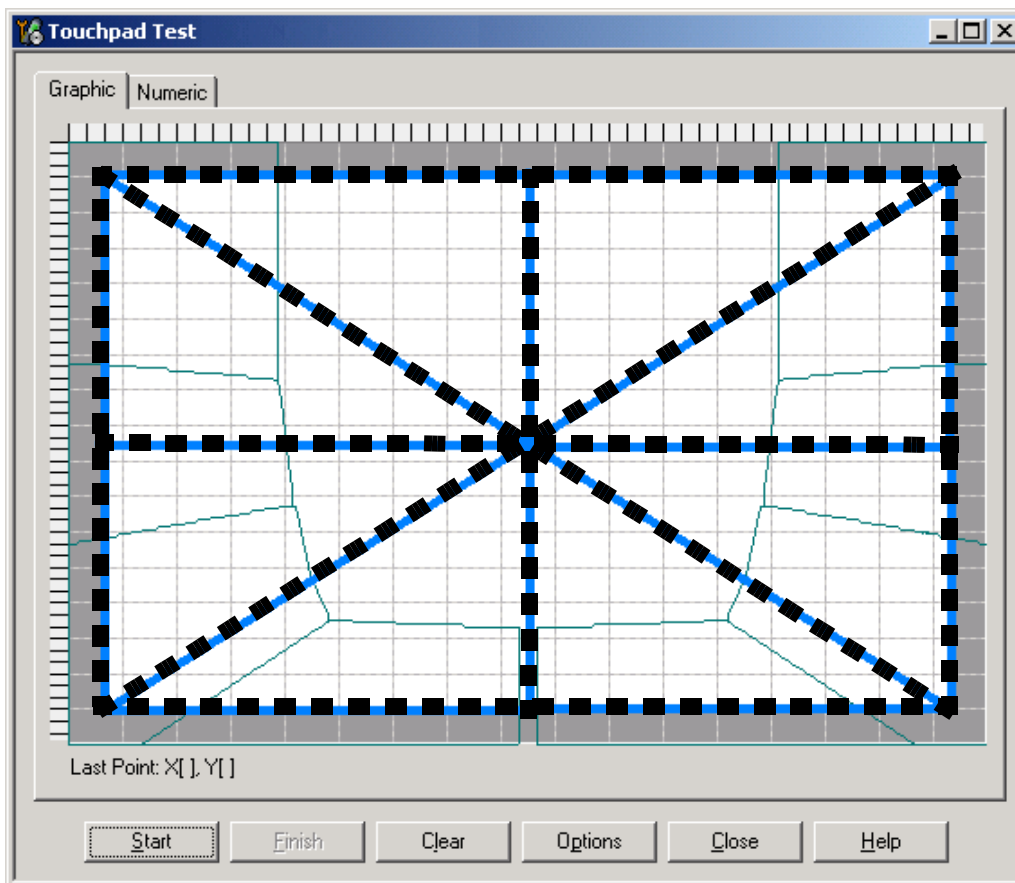 Touchpad Test
Graphic Numeric
Last Point: X[ ], Y[ ]
Start Finish Clear Options Close Help